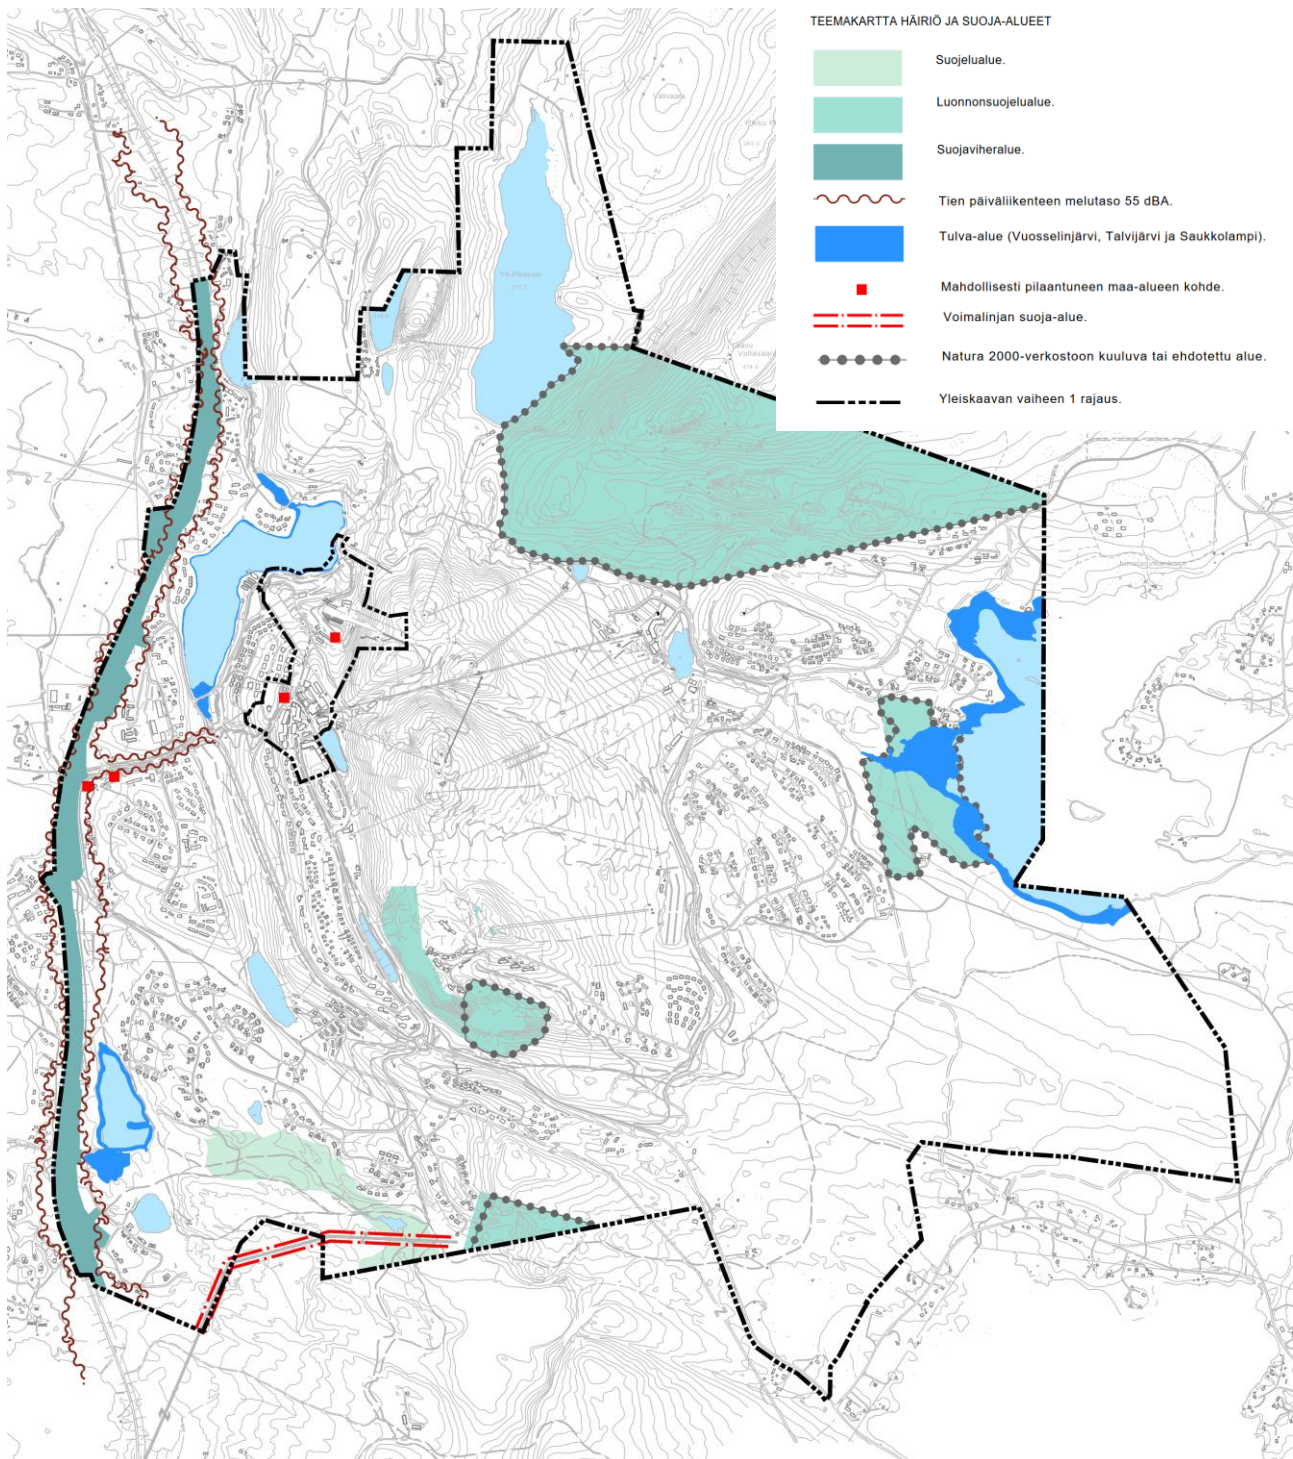 TEEMAKARTTA HÄIRIÖ JA SUOJA-ALUEET
Suojelualue.
Luonnonsuojelualue.
Suojaviheralue.
Tien päiväliikenteen melutaso 55 dBA.
Tulva-alue (Vuosselinjärvi, Talvijärvi ja Saukkolampi).
Mahdollisesti pilaantuneen maa-alueen kohde.
Voimalinjan suoja-alue.
Natura 2000-verkostoon kuuluva tai ehdotettu alue.
Yleiskaavan vaiheen 1 rajaus.
Välivaara
Valtavaara